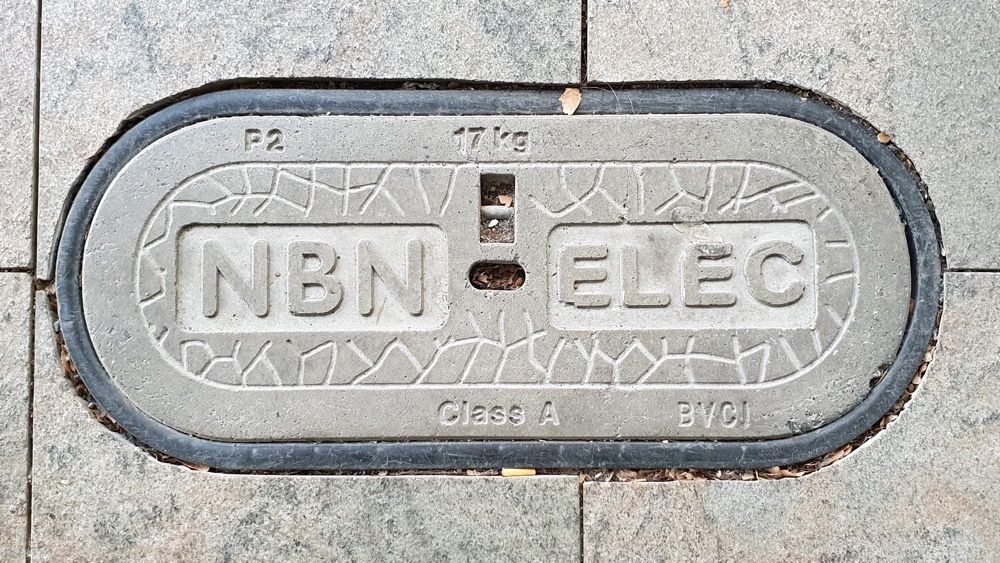 P2 17 kg
NBN ELEC
Class A BVCI